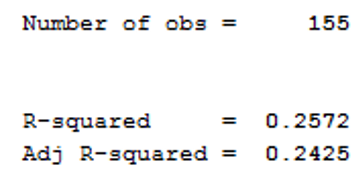 Number of obs = 155
R-squared = 0.2572
Adj R-squared = 0.2425